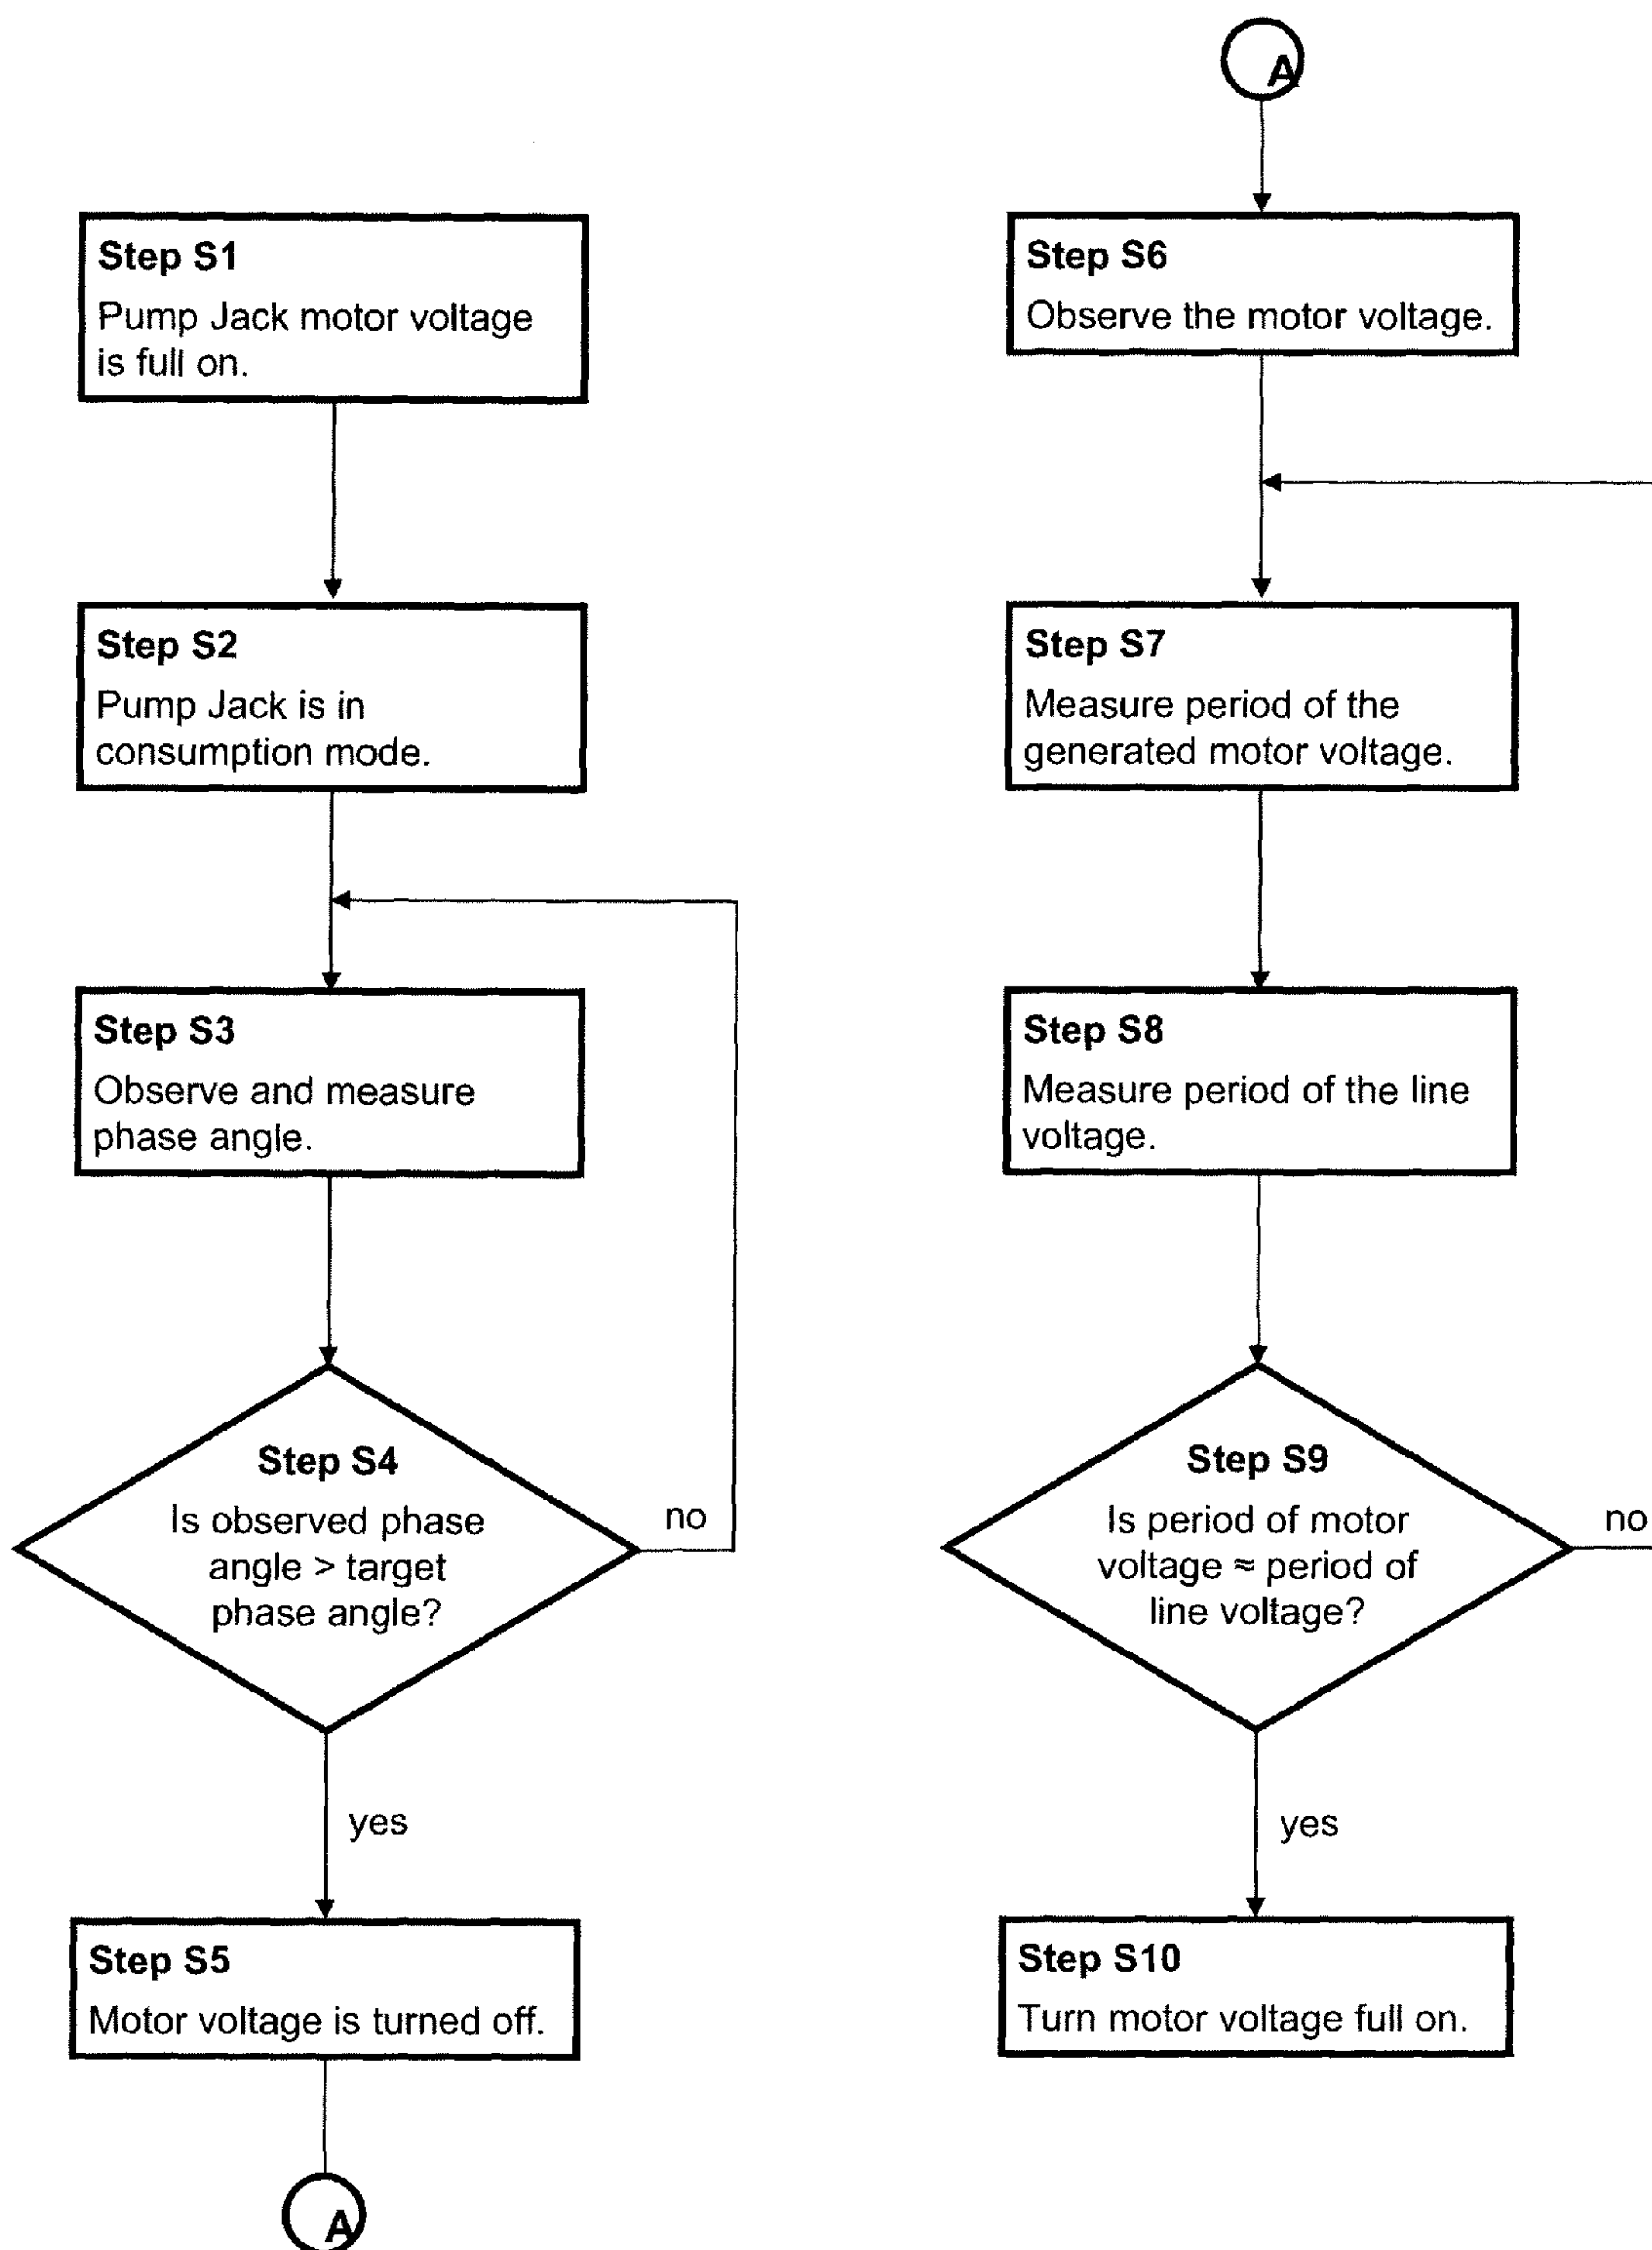 Step S1
Pump Jack motor voltage
is full on.
Step S2
Pump Jack is in
consumption mode.
Step S3
Observe and measure
phase angle.
Step S4
Is observed phase
angle > target
phase angle?
no
yes
Step S5
Motor voltage is turned off.
A
A
Step S6
Observe the motor voltage.
Step S7
Measure period of the
generated motor voltage.
Step S8
Measure period of the line
voltage.
Step S9
Is period of motor
voltage ≈ period of
line voltage?
no
yes
Step S10
Turn motor voltage full on.